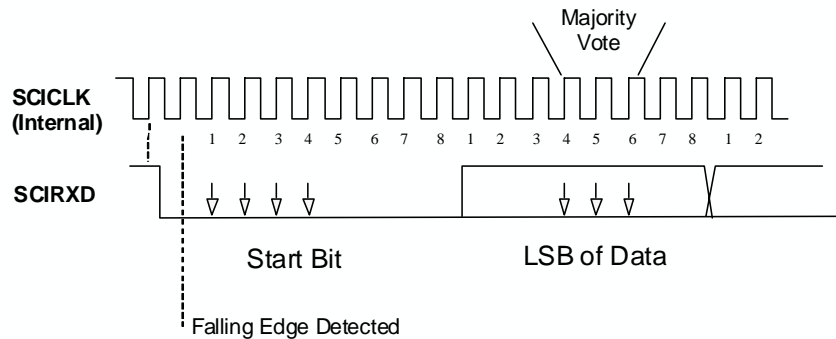 Majority
Vote
SCICLK
(Internal)
1 2 3 4 5 6 7 8 1 2 3 4 5 6 7 8 1 2
SCIRXD
Start Bit
LSB of Data
Falling Edge Detected